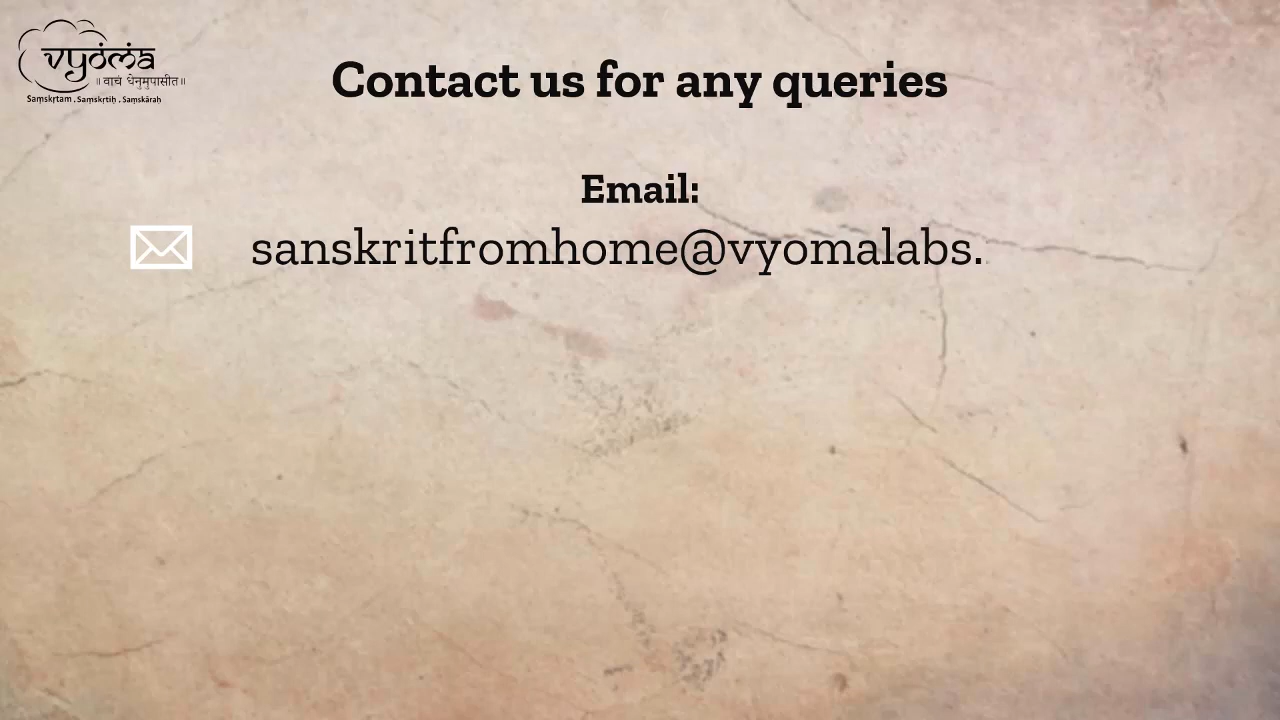 vyoma
॥ वाचं धेनुमुपासीत॥
Saṃskṛtam . Saṃskṛtiḥ . Saṃskāraḥ
Contact us for any queries
Email:
sanskritfromhome@vyomalabs.